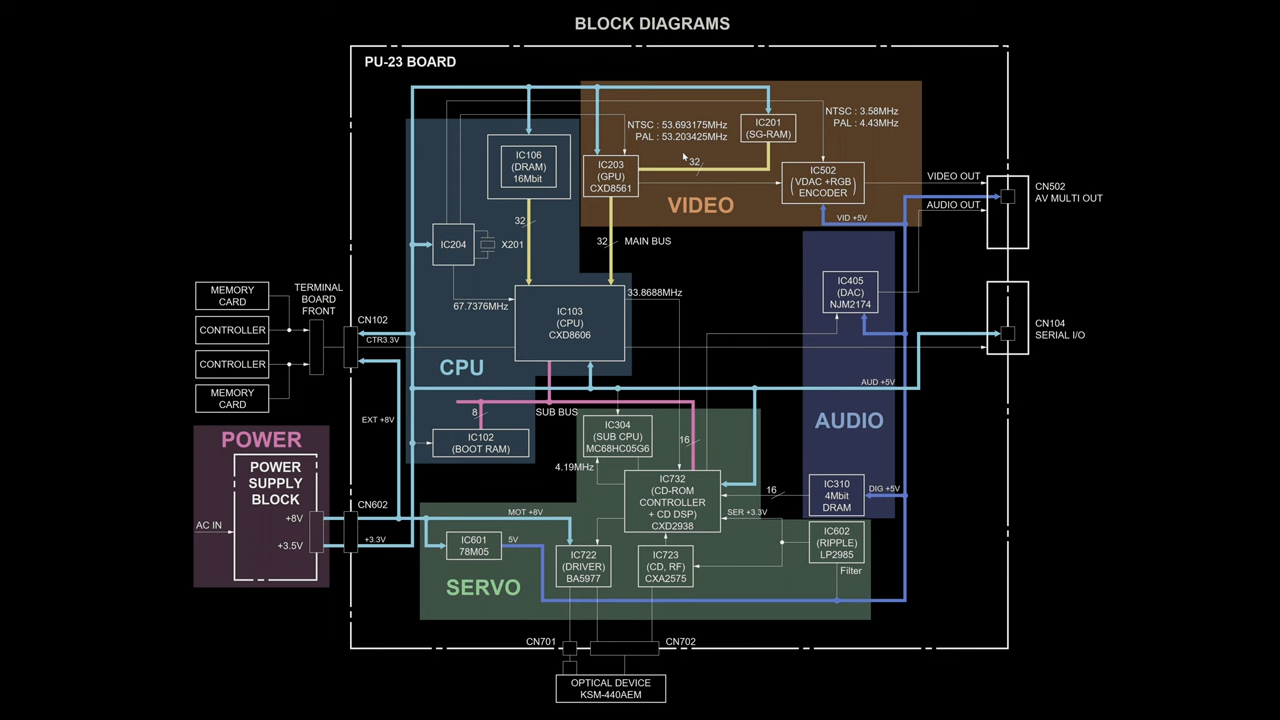 BLOCK DIAGRAMS
PU-23 BOARD
NTSC : 53.693175MHz
PAL : 53.203425MHz
IC201
(SG-RAM)
NTSC : 3.58MHz
PAL : 4.43MHz
IC106
(DRAM)
16Mbit
IC203
(GPU)
CXD8561
32
IC502
(VDAC +RGB)
ENCODER
VIDEO OUT
CN502
AV MULTI OUT
VIDEO
AUDIO OUT
VID +5V
32
IC204
X201
32
MAIN BUS
67.7376MHz
33.8688MHz
IC405
(DAC)
NJM2174
IC103
(CPU)
CXD8606
MEMORY
CARD
TERMINAL
BOARD
FRONT
CONTROLLER
CONTROLLER
MEMORY
CARD
CN102
CTR3.3V
CN104
SERIAL I/O
CPU
AUD +5V
EXT +8V
8
SUB BUS
AUDIO
IC102
(BOOT RAM)
IC304
(SUB CPU)
MC68HC05G6
16
4.19MHz
POWER
POWER
SUPPLY
BLOCK
+8V
+3.5V
AC IN
CN602
+3.3V
IC732
(CD-ROM
CONTROLLER
+ CD DSP)
CXD2938
16
IC310
4Mbit
DRAM
DIG +5V
MOT +8V
SER +3.3V
IC601
78M05
5V
IC722
(DRIVER)
BA5977
IC723
(CD, RF)
CXA2575
IC602
(RIPPLE)
LP2985
Filter
SERVO
CN701
CN702
OPTICAL DEVICE
KSM-440AEM